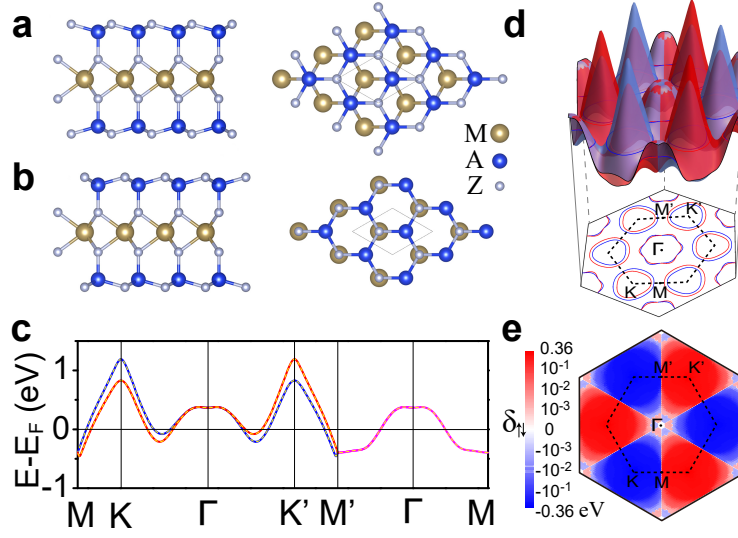 a
b
M
A
Z
c
E-E_F (eV)
1
0
-1
M K Γ K' M' Γ M
d
M' K'
Γ
K M
e
δ↑↓
0.36
10⁻¹
10⁻²
10⁻³
0
-10⁻³
-10⁻²
-10⁻¹
-0.36 eV
M' K'
Γ
K M